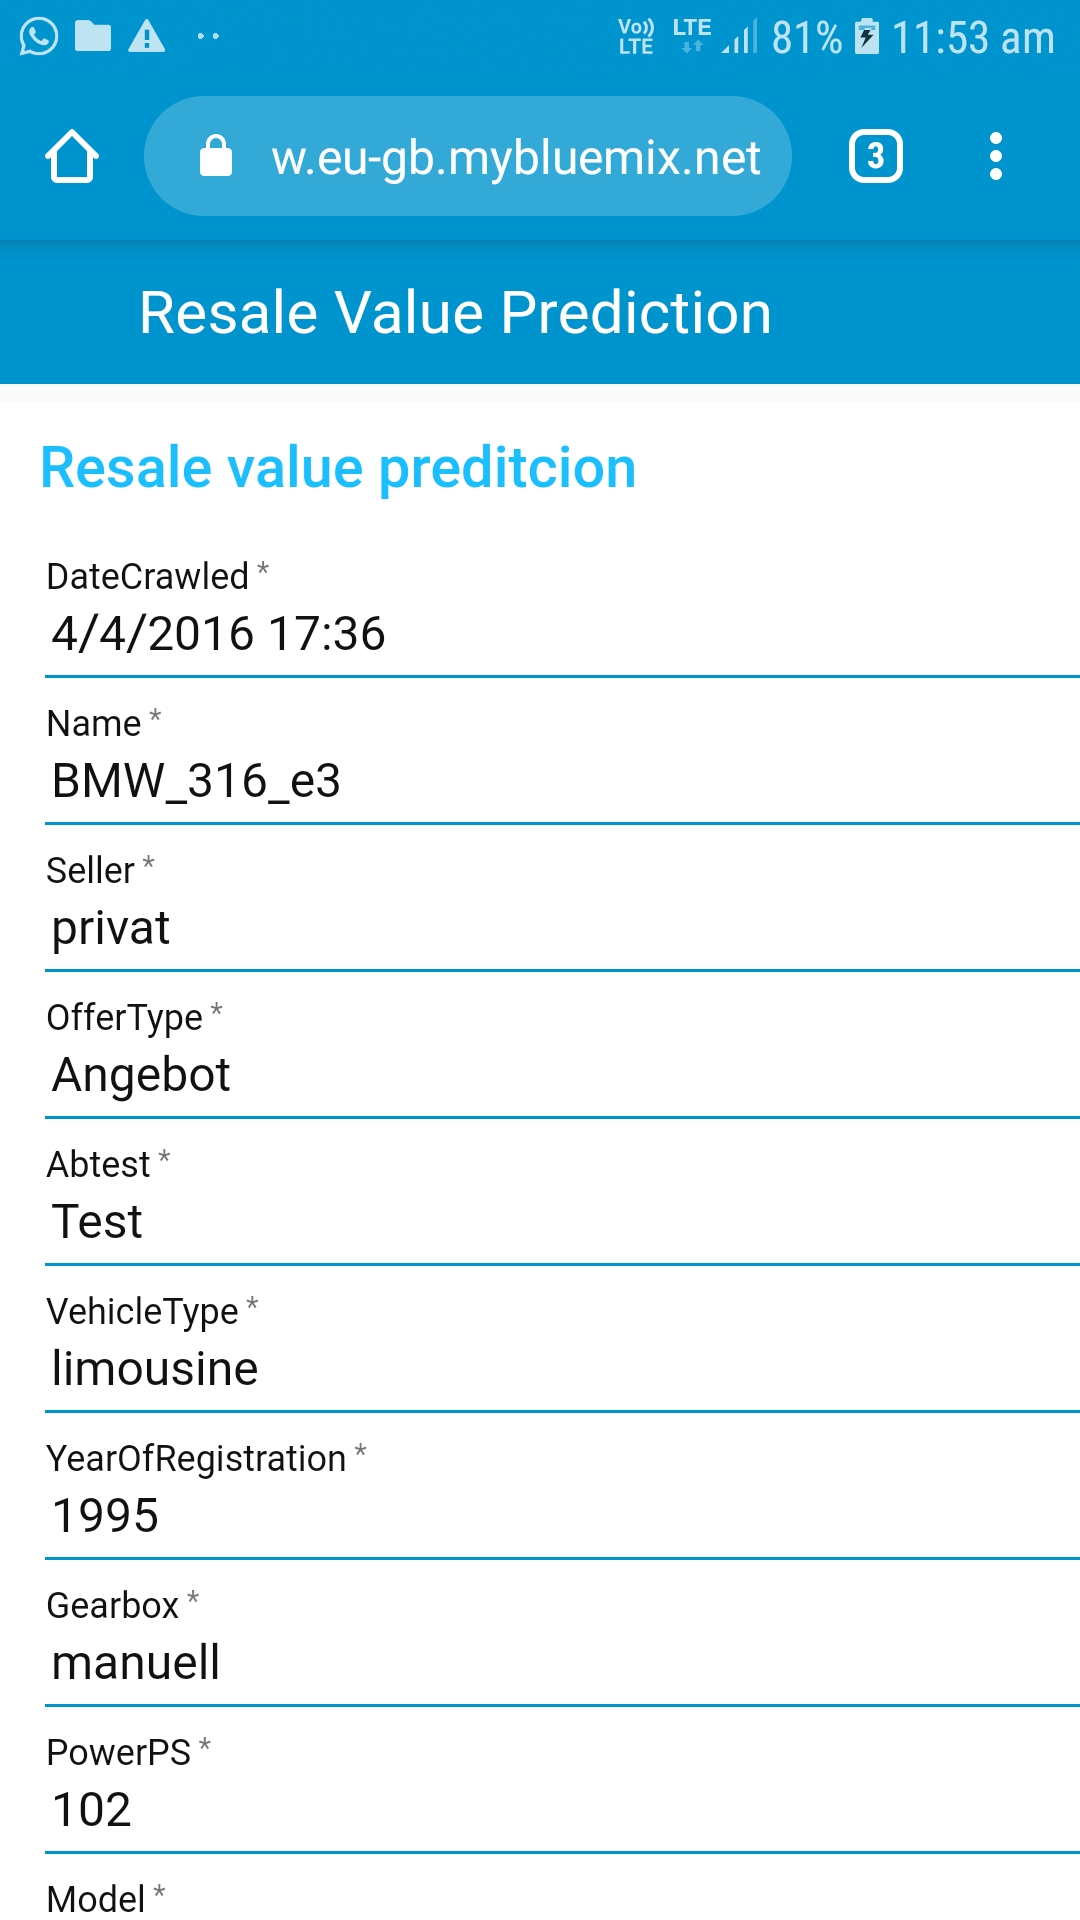 Vo)) LTE LTE 81% 11:53 am
w.eu-gb.mybluemix.net 3
Resale Value Prediction
Resale value preditcion
DateCrawled *
4/4/2016 17:36
Name *
BMW_316_e3
Seller *
privat
OfferType *
Angebot
Abtest *
Test
VehicleType *
limousine
YearOfRegistration *
1995
Gearbox *
manuell
PowerPS *
102
Model *